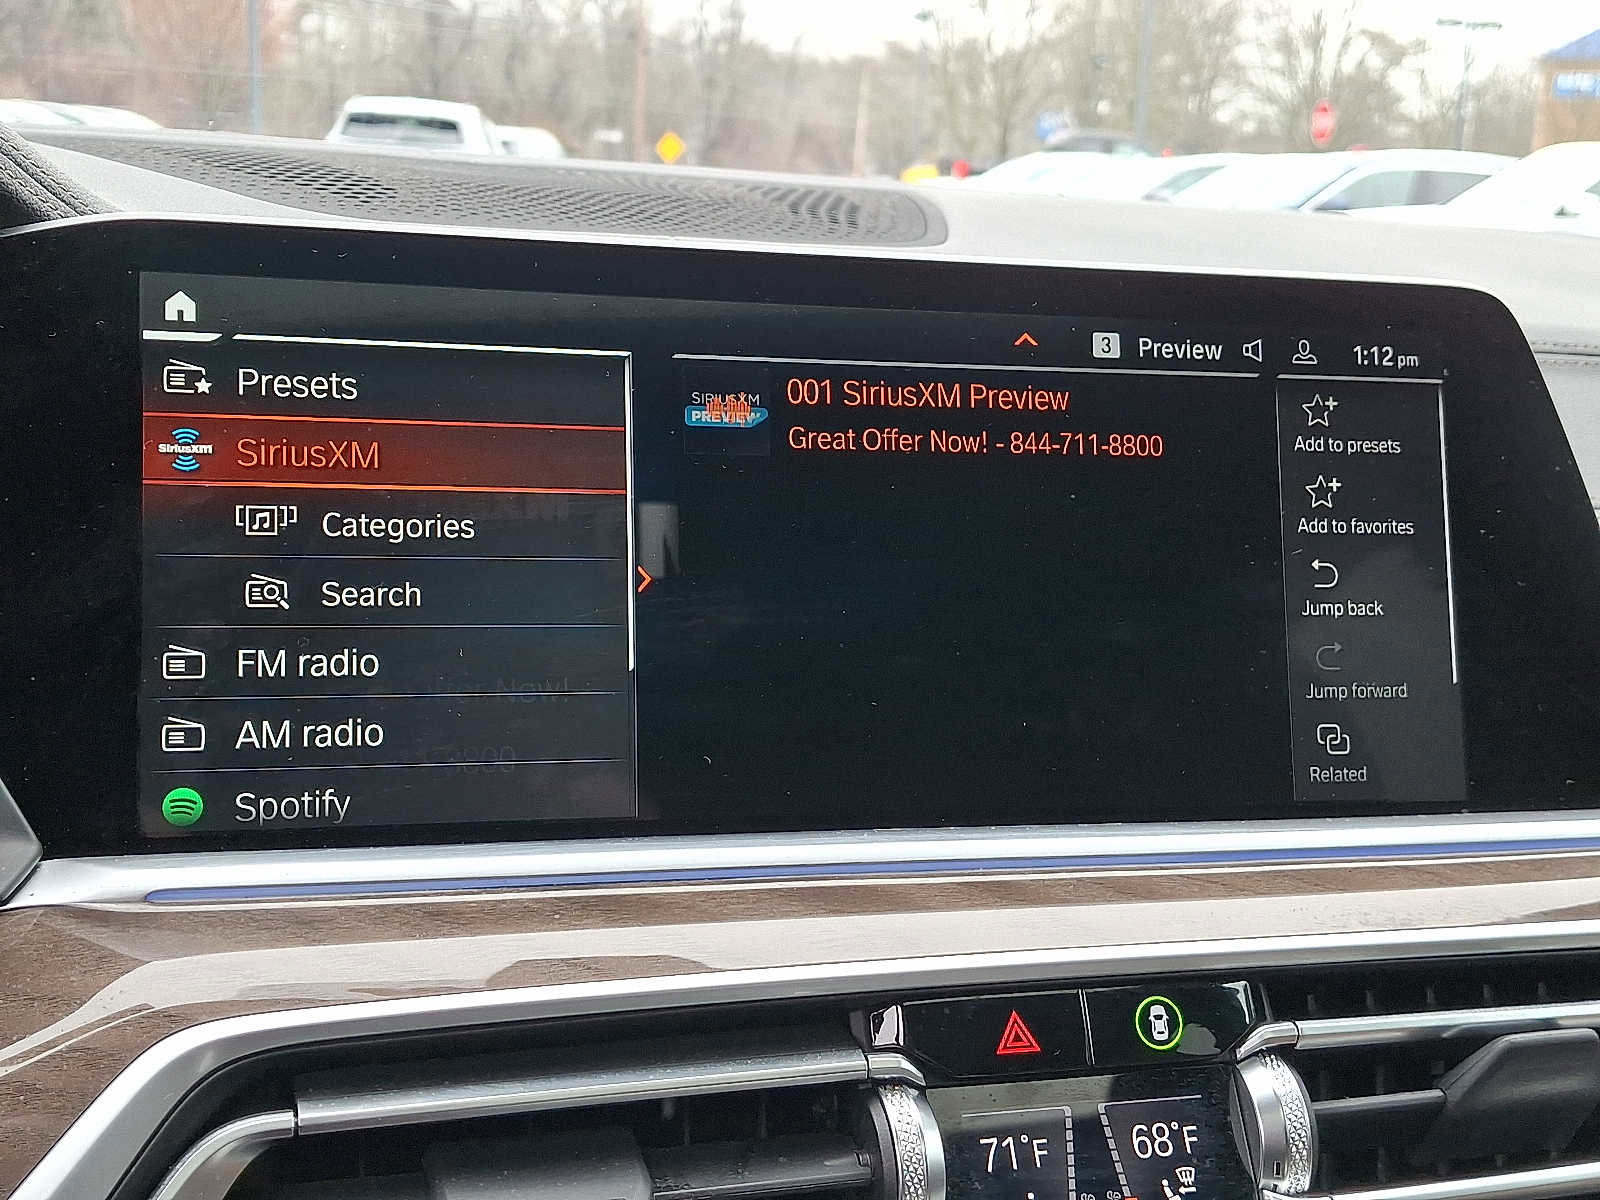 3 Preview 1:12 pm
Presets
SIRIUSXM
PREVIEW
001 SiriusXM Preview
Great Offer Now! - 844-711-8800
SiriusXM
SiriusXM
Categories
Search
FM radio
AM radio
Spotify
Add to presets
Add to favorites
Jump back
Jump forward
Related
71°F
68°F